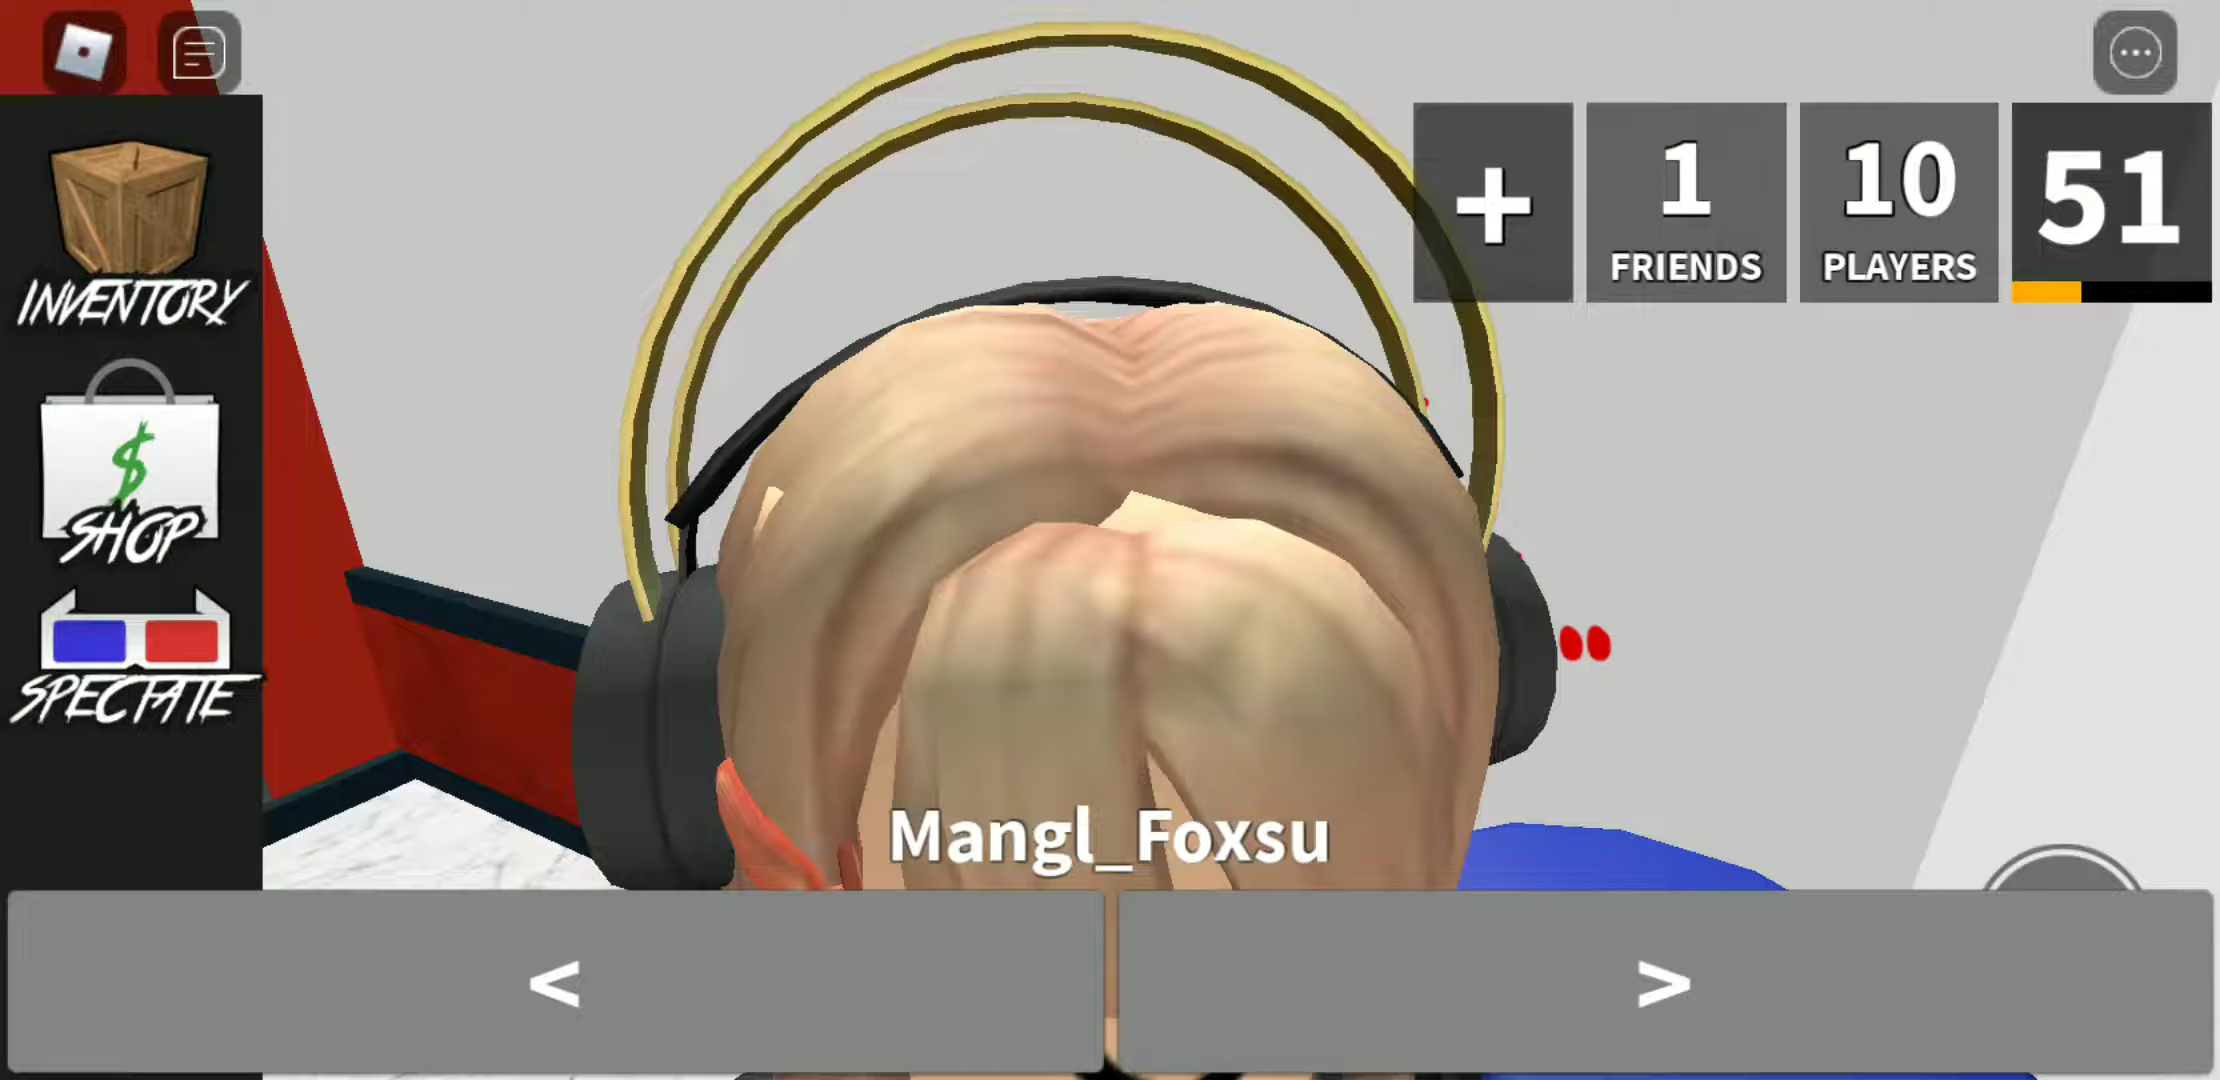 +
1
FRIENDS
10
PLAYERS
51
INVENTORY
$
SHOP
SPECTATE
Mangl_Foxsu
<
>